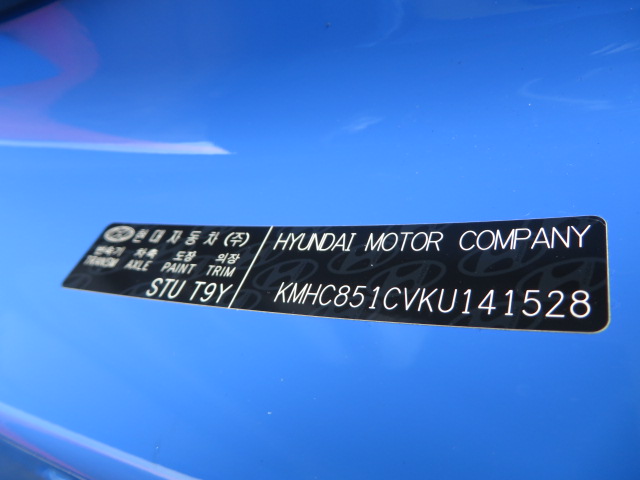 현대자동차(주)
변속기 차축 도장 의장
TRANSM AXLE PAINT TRIM
STU T9Y
HYUNDAI MOTOR COMPANY
KMHC851CVKU141528